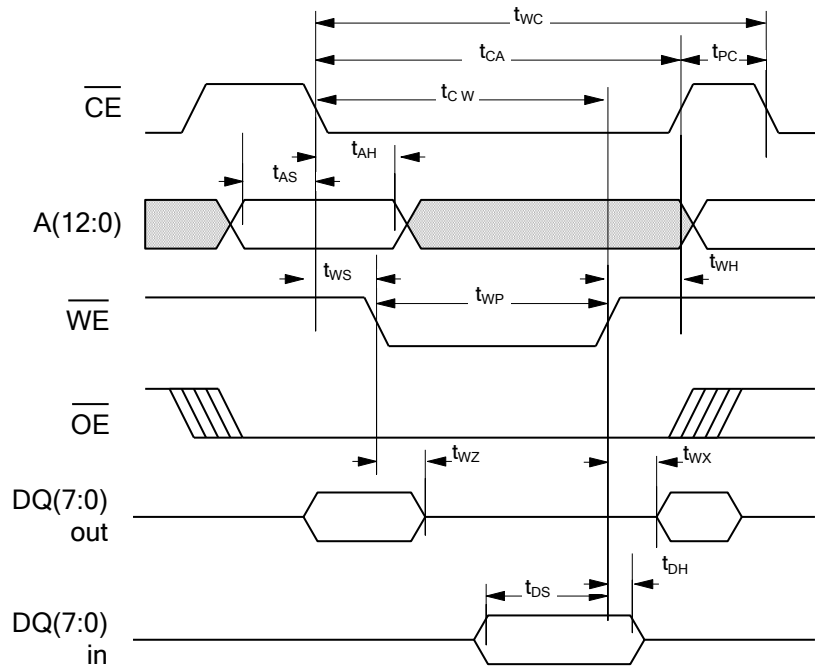 tWC
tCA
tPC
CE
tC W
tAH
tAS
A(12:0)
tWS
tWH
WE
tWP
OE
tWZ
tWX
DQ(7:0)
out
tDH
tDS
DQ(7:0)
in